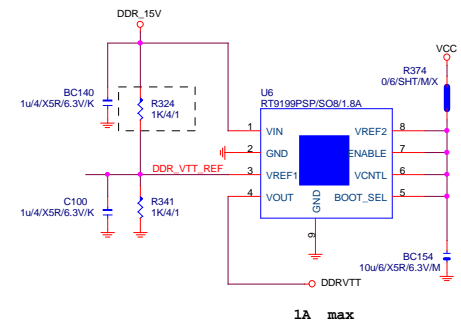 DDR_15V
VCC
R374
0/6/SHT/M/X
BC140
1u/4/X5R/6.3V/K
R324
1K/4/1
U6
RT9199PSP/SO8/1.8A
1 VIN VREF2 8
2 GND ENABLE 7
DDR_VTT_REF 3 VREF1 VCNTL 6
4 VOUT BOOT_SEL 5
GND
9
C100
1u/4/X5R/6.3V/K
R341
1K/4/1
BC154
10u/6/X5R/6.3V/M
DDRVTT
1A max